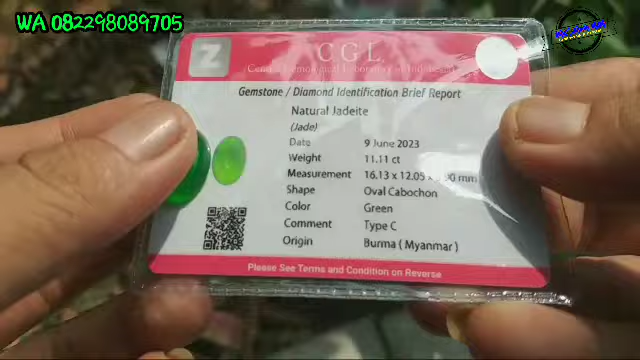 WA 082298089705
Z
C.G.L.
Gemstone / Diamond Identification Brief Report
Natural Jadeite
(Jade)
Date 9 June 2023
Weight 11.11 ct
Measurement 16.13 x 12.05 mm
Shape Oval Cabochon
Color Green
Comment Type C
Origin Burma ( Myanmar )
Please See Terms and Condition on Reverse